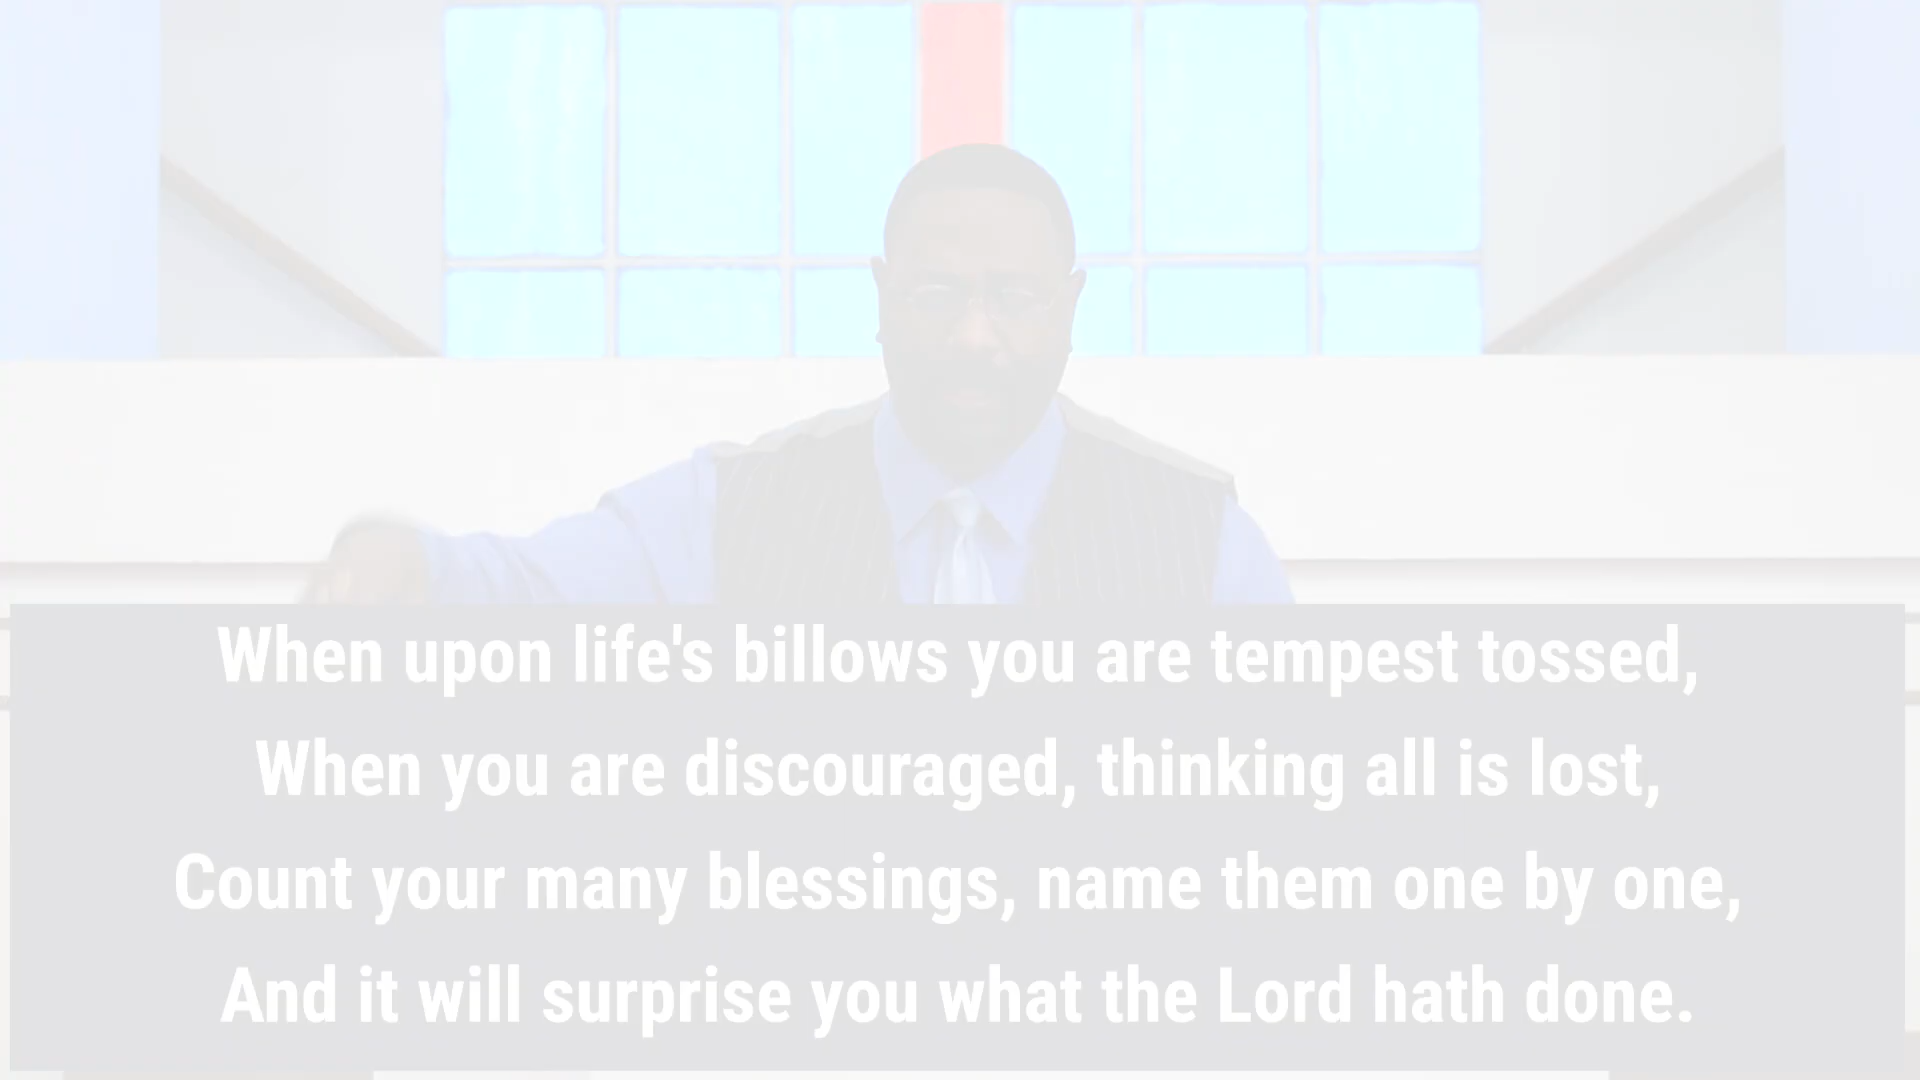 When upon life's billows you are tempest tossed,
When you are discouraged, thinking all is lost,
Count your many blessings, name them one by one,
And it will surprise you what the Lord hath done.